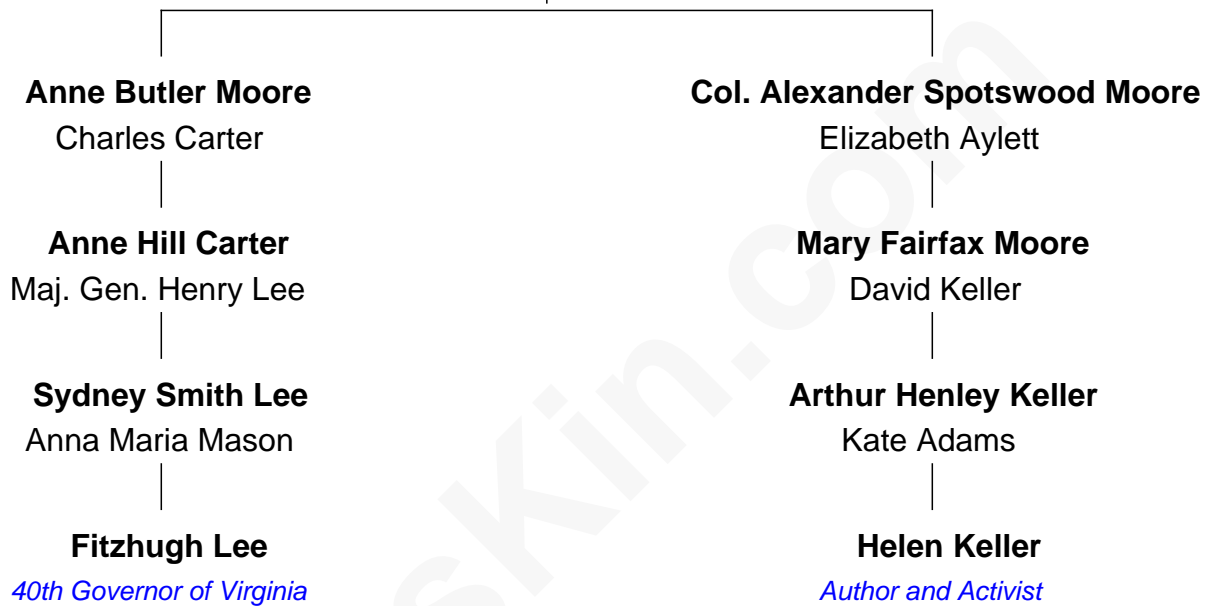 Anne Butler Moore
Charles Carter
Anne Hill Carter
Maj. Gen. Henry Lee
Sydney Smith Lee
Anna Maria Mason
Fitzhugh Lee
40th Governor of Virginia
Col. Alexander Spotswood Moore
Elizabeth Aylett
Mary Fairfax Moore
David Keller
Arthur Henley Keller
Kate Adams
Helen Keller
Author and Activist
sKin.com